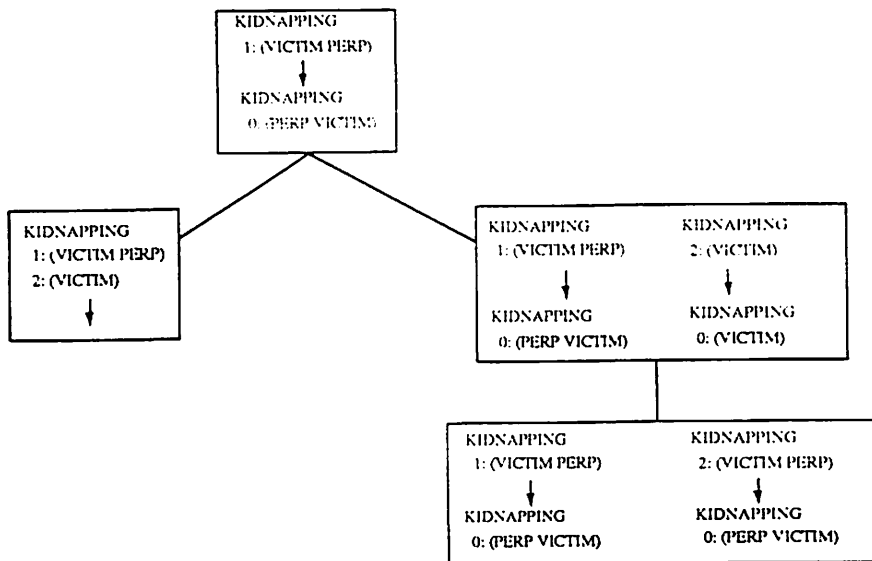 KIDNAPPING
1: (VICTIM PERP)
KIDNAPPING
0: (PERP VICTIM)
KIDNAPPING
1: (VICTIM PERP)
2: (VICTIM)
KIDNAPPING
1: (VICTIM PERP)
KIDNAPPING
0: (PERP VICTIM)
KIDNAPPING
2: (VICTIM)
KIDNAPPING
0: (VICTIM)
KIDNAPPING
1: (VICTIM PERP)
KIDNAPPING
0: (PERP VICTIM)
KIDNAPPING
2: (VICTIM PERP)
KIDNAPPING
0: (PERP VICTIM)